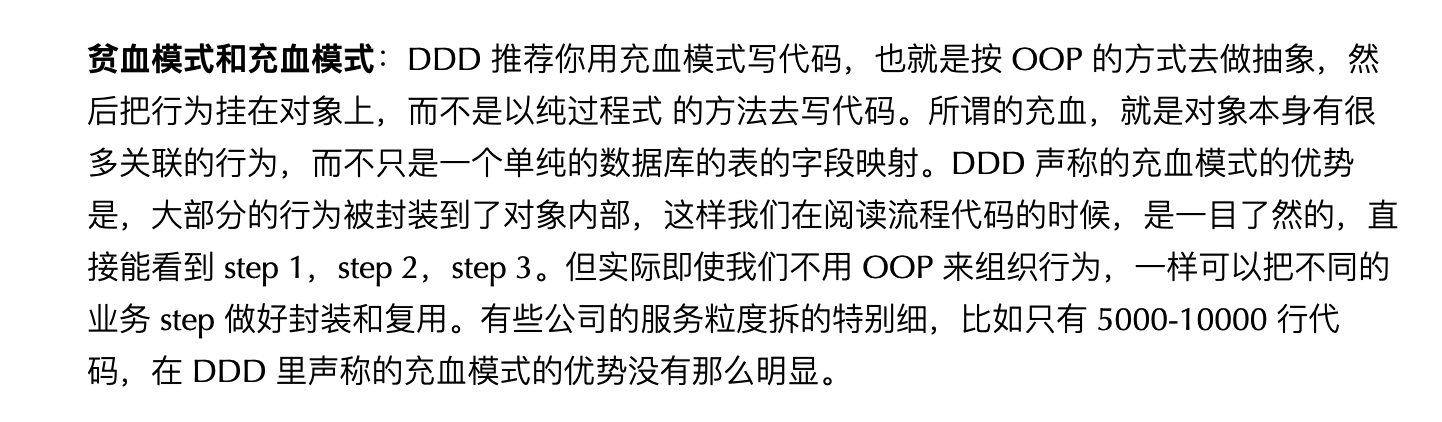 贫血模式和充血模式：DDD 推荐你用充血模式写代码，也就是按 OOP 的方式去做抽象，然
后把行为挂在对象上，而不是以纯过程式 的方法去写代码。所谓的充血，就是对象本身有很
多关联的行为，而不只是一个单纯的数据库的表的字段映射。DDD 声称的充血模式的优势
是，大部分的行为被封装到了对象内部，这样我们在阅读流程代码的时候，是一目了然的，直
接能看到 step 1，step 2，step 3。但实际即使我们不用 OOP 来组织行为，一样可以把不同的
业务 step 做好封装和复用。有些公司的服务粒度拆的特别细，比如只有 5000-10000 行代
码，在 DDD 里声称的充血模式的优势没有那么明显。